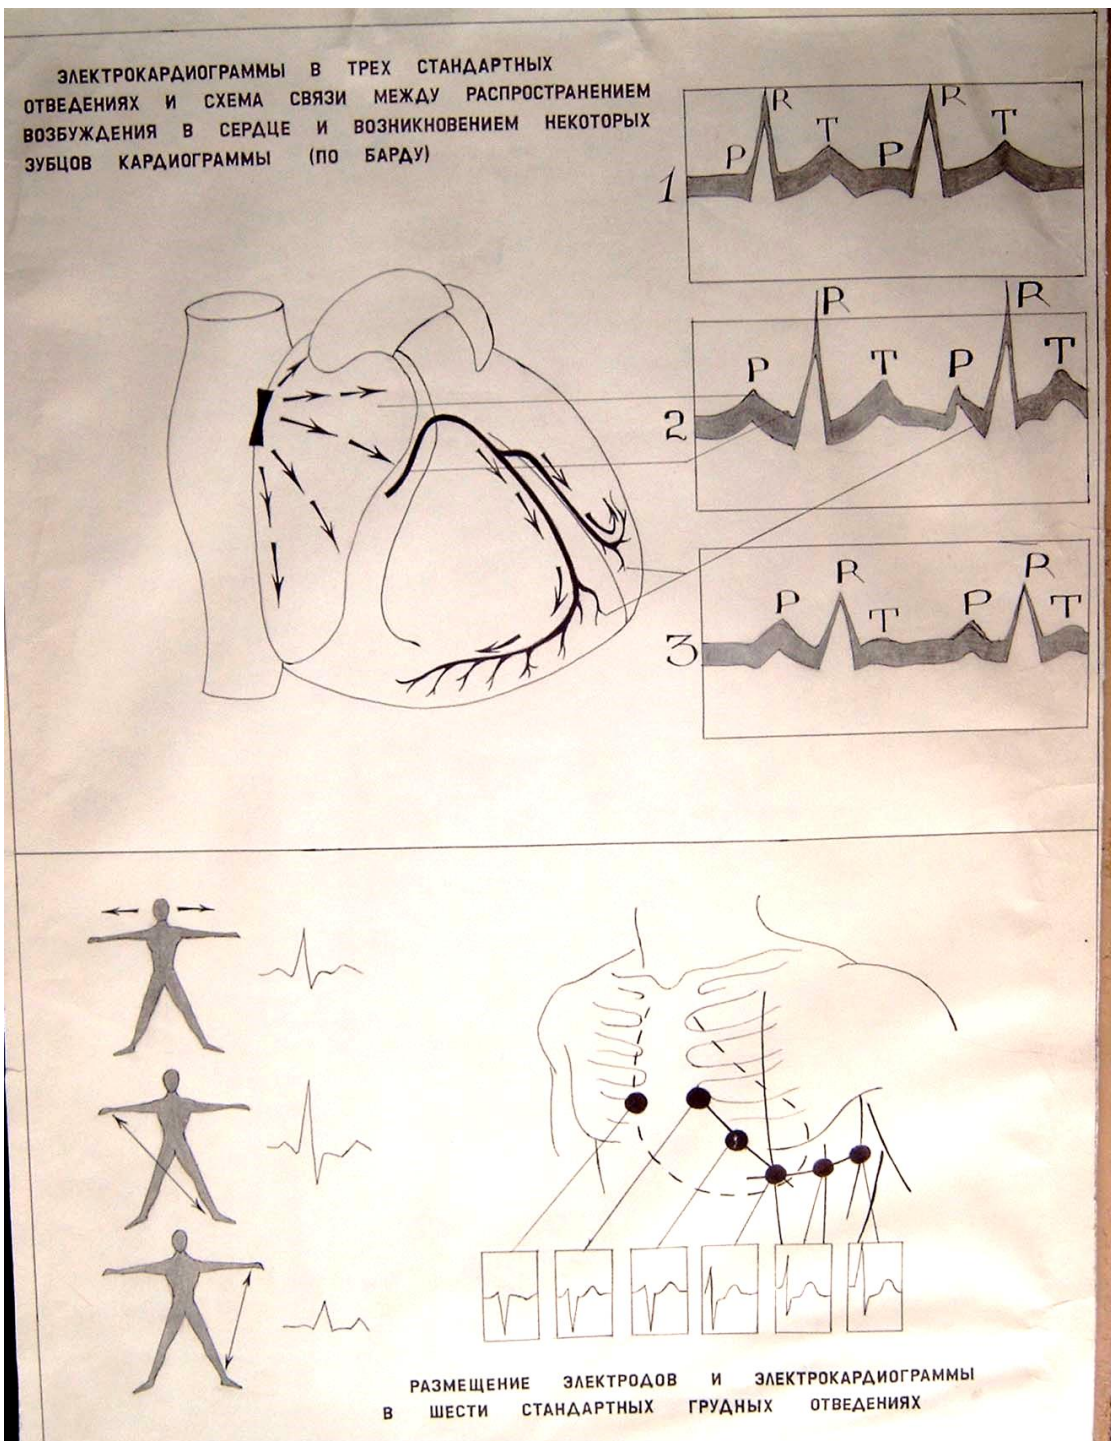 ЭЛЕКТРОКАРДИОГРАММЫ В ТРЕХ СТАНДАРТНЫХ
ОТВЕДЕНИЯХ И СХЕМА СВЯЗИ МЕЖДУ РАСПРОСТРАНЕНИЕМ
ВОЗБУЖДЕНИЯ В СЕРДЦЕ И ВОЗНИКНОВЕНИЕМ НЕКОТОРЫХ
ЗУБЦОВ КАРДИОГРАММЫ (ПО БАРДУ)
1 P R T P R T
2 P R T P R T
3 P R T P R T
РАЗМЕЩЕНИЕ ЭЛЕКТРОДОВ И ЭЛЕКТРОКАРДИОГРАММЫ
В ШЕСТИ СТАНДАРТНЫХ ГРУДНЫХ ОТВЕДЕНИЯХ